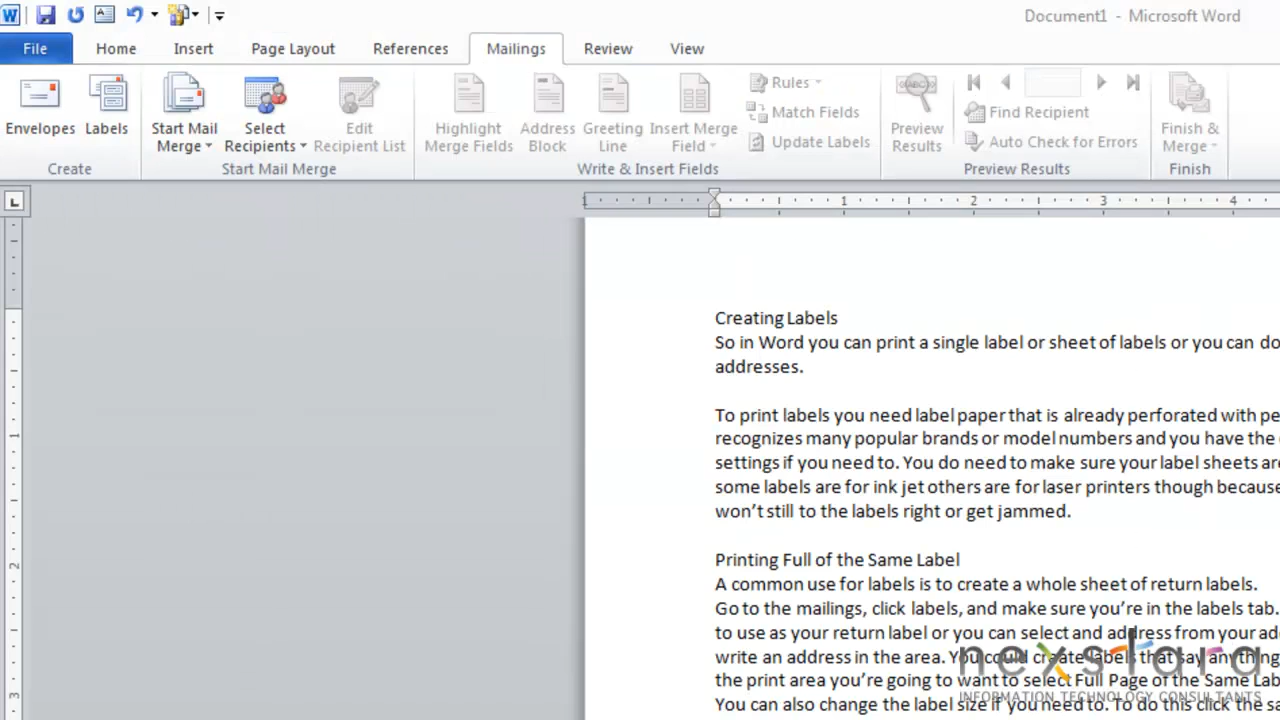 Document1 - Microsoft Word
File Home Insert Page Layout References Mailings Review View
Envelopes Labels Start Mail Merge Select Recipients Edit Recipient List Highlight Merge Fields Address Block Greeting Line Insert Merge Field Rules Match Fields Update Labels Preview Results Find Recipient Auto Check for Errors Finish & Merge
Create Start Mail Merge Write & Insert Fields Preview Results Finish
1 1 2 3 4
Creating Labels
So in Word you can print a single label or sheet of labels or you can do
addresses.
To print labels you need label paper that is already perforated with pe
recognizes many popular brands or model numbers and you have the
settings if you need to. You do need to make sure your label sheets are
some labels are for ink jet others are for laser printers though because
won't still to the labels right or get jammed.
Printing Full of the Same Label
A common use for labels is to create a whole sheet of return labels.
Go to the mailings, click labels, and make sure you're in the labels tab.
to use as your return label or you can select and address from your ad
write an address in the area. You could create labels that say anything
the print area you're going to want to select Full Page of the Same Lab
You can also change the label size if you need to. To do this click the sa
1
2
3
nexstara
INFORMATION TECHNOLOGY CONSULTANTS